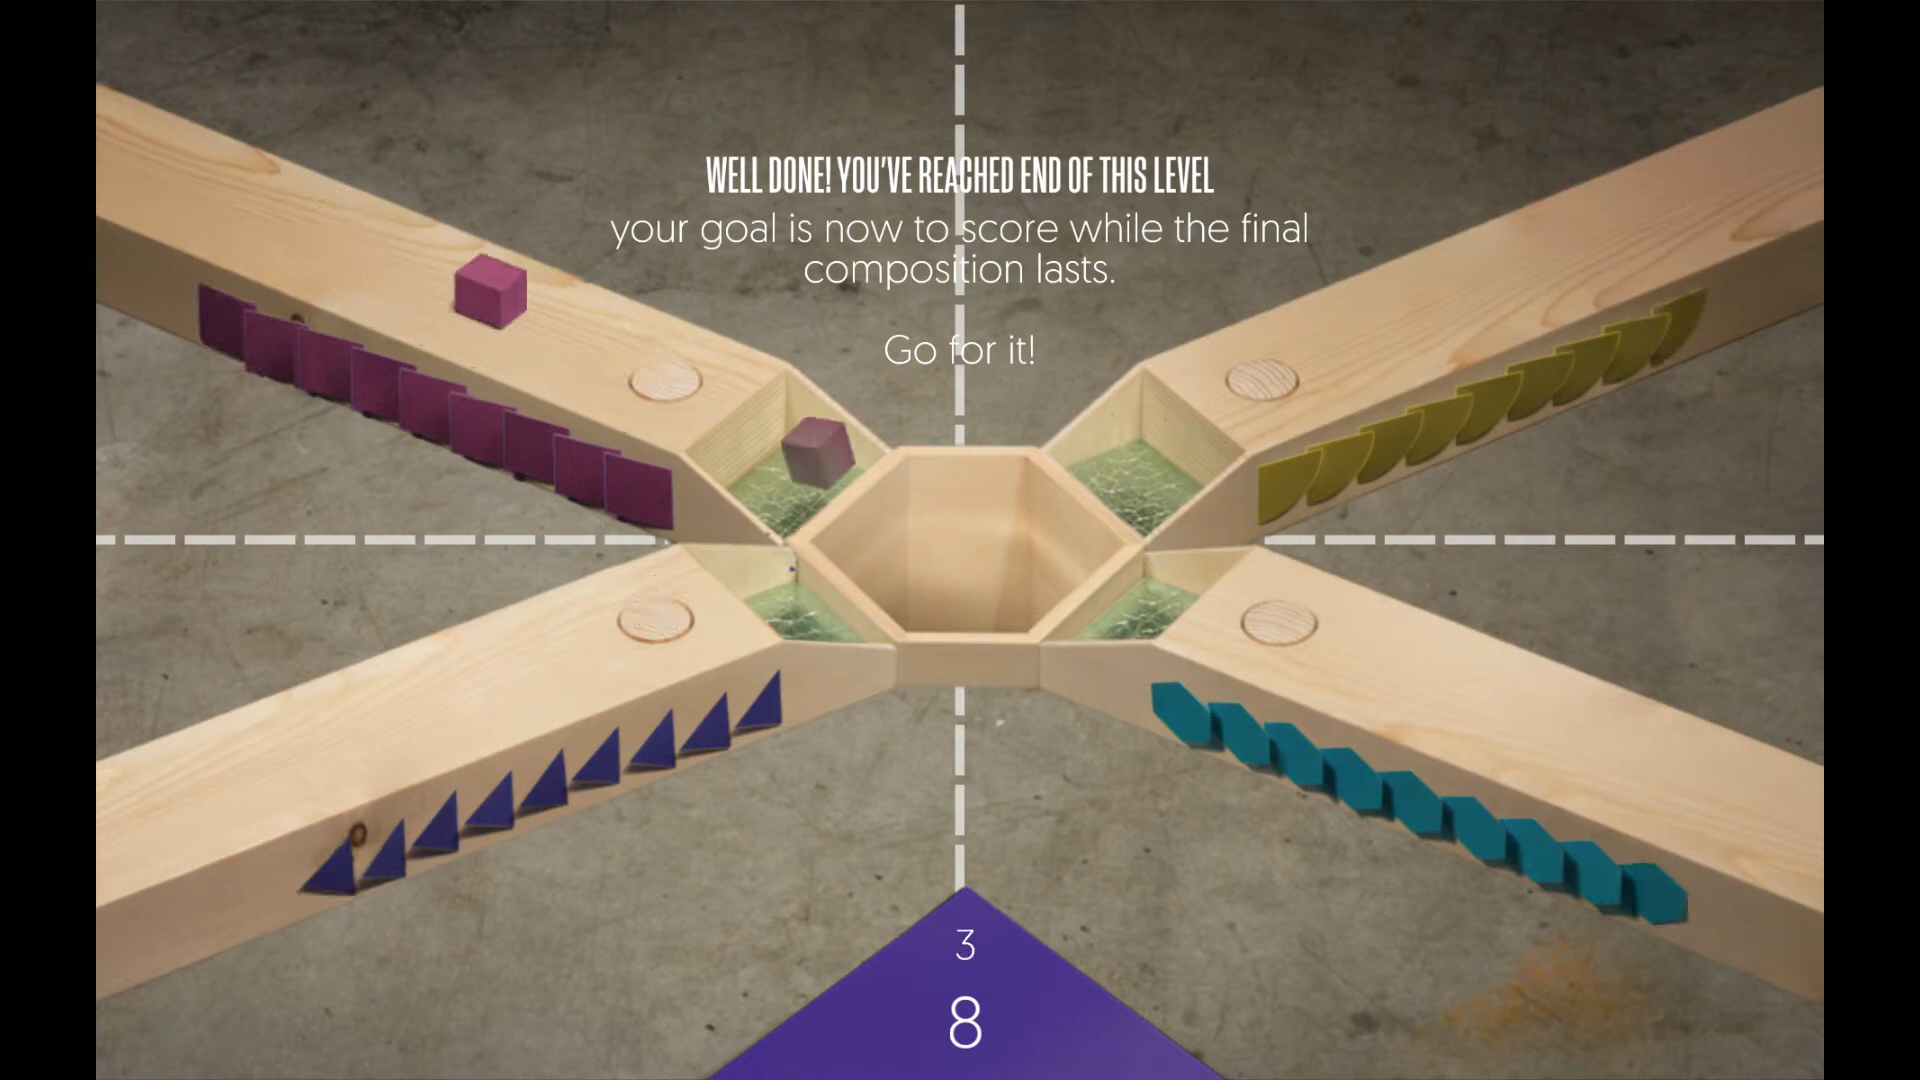 WELL DONE! YOU'VE REACHED END OF THIS LEVEL
your goal is now to score while the final
composition lasts.
Go for it!
3
8